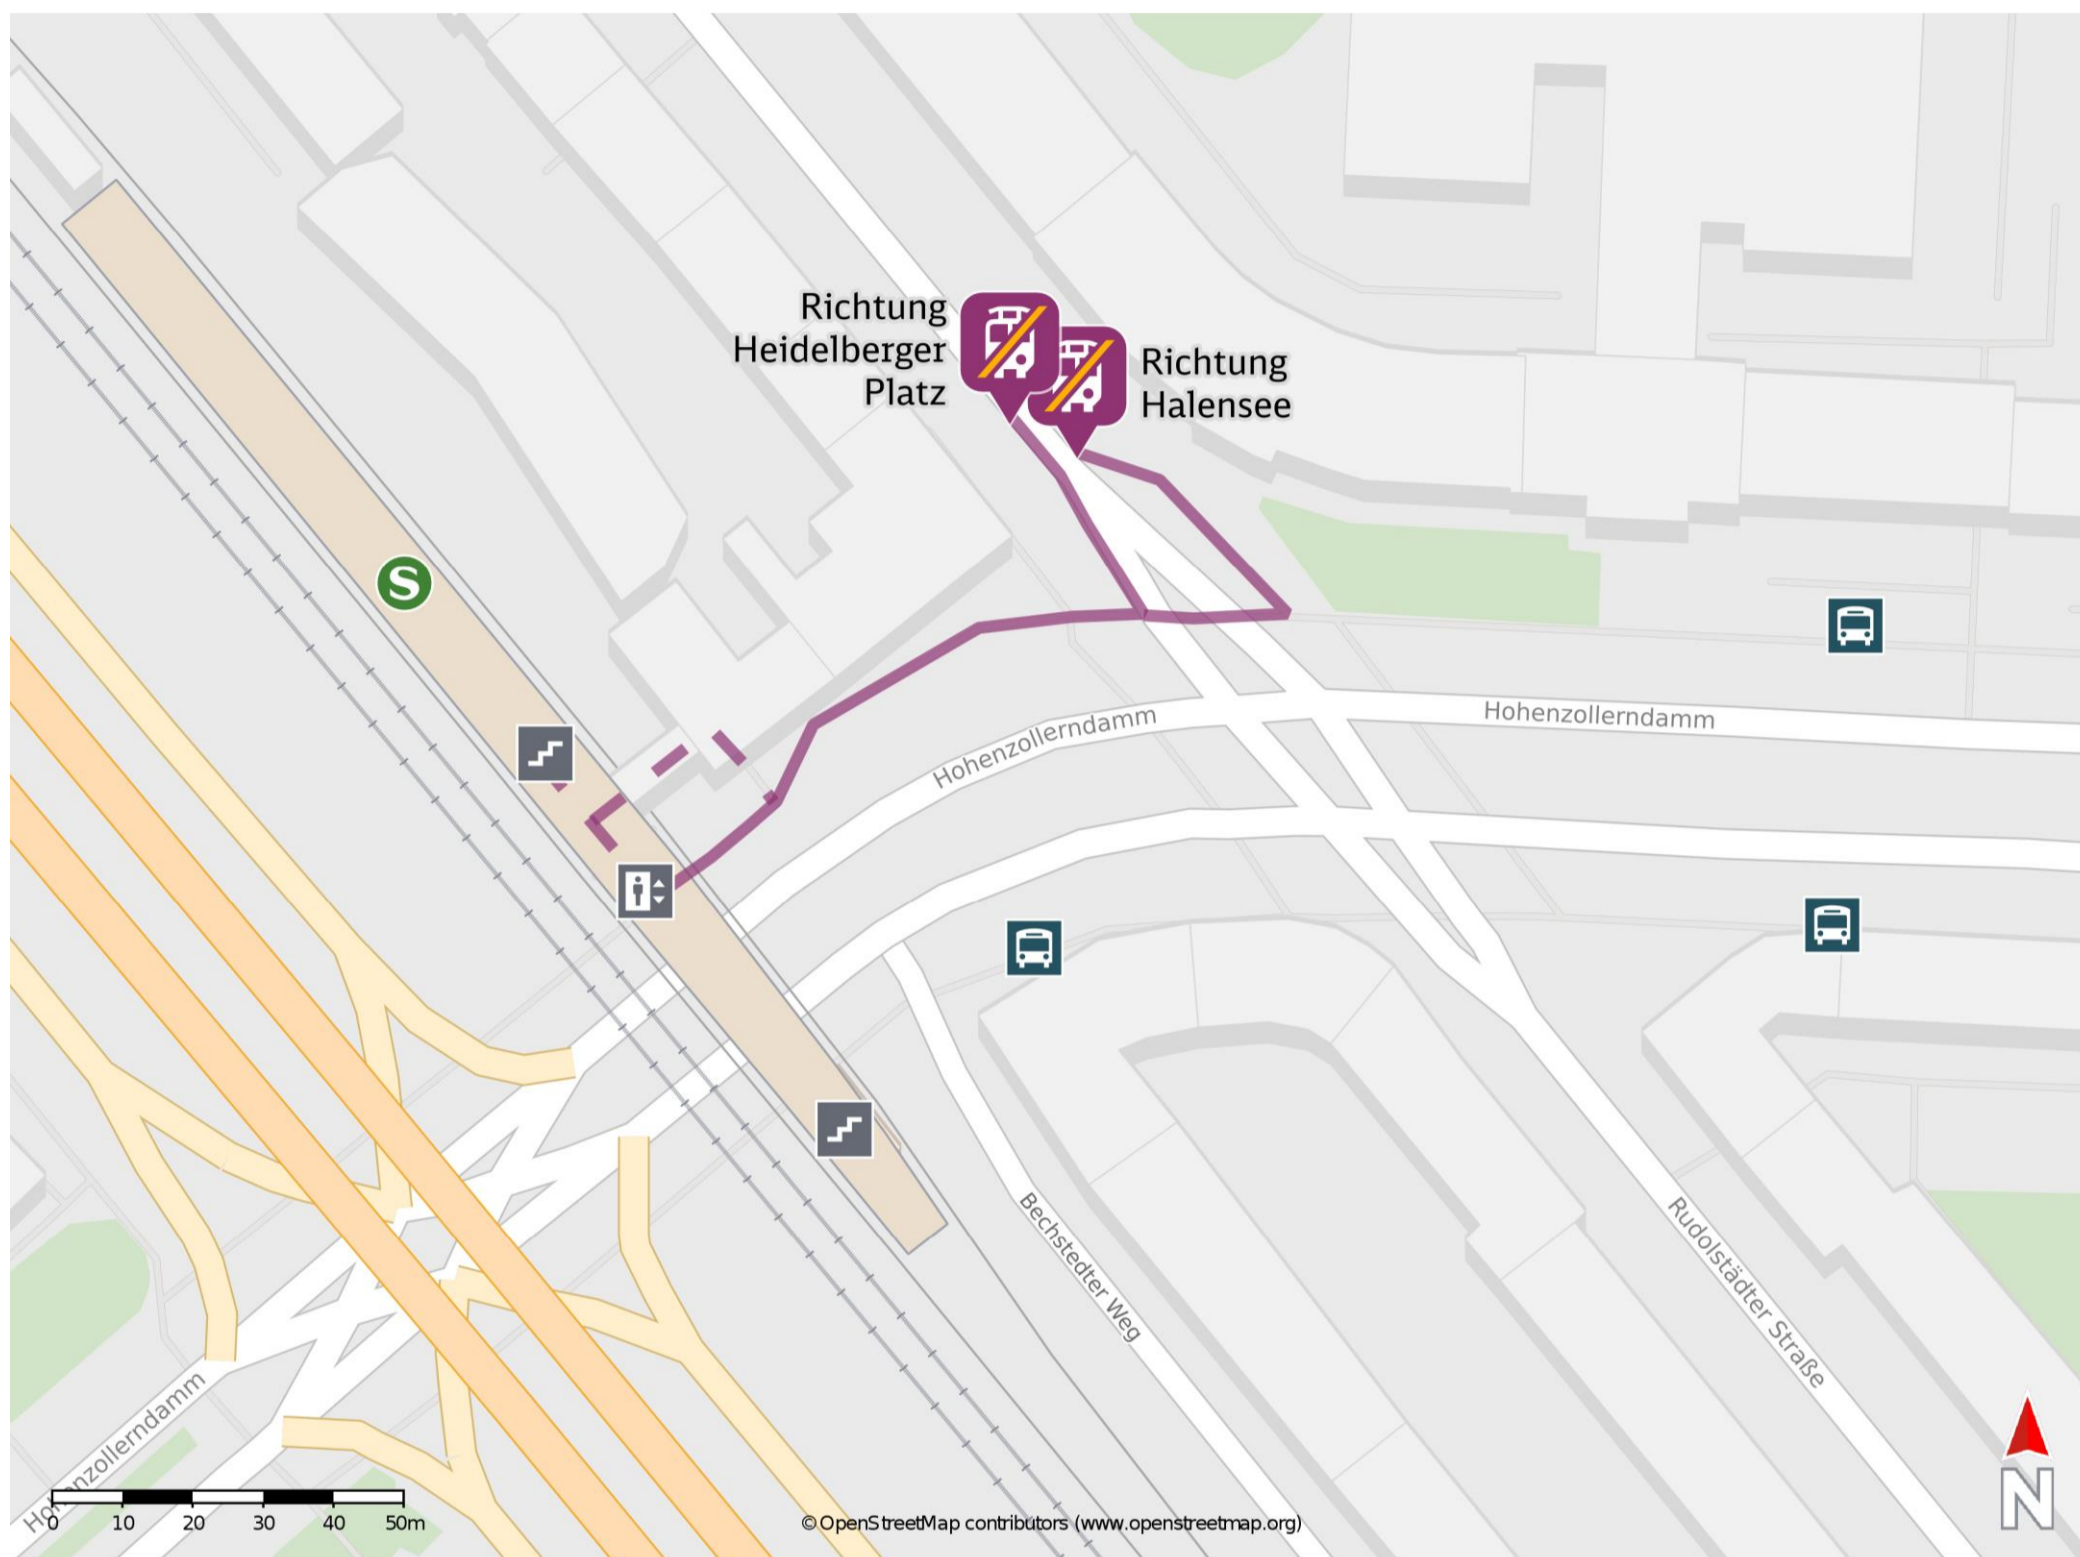 Richtung
Heidelberger
Platz
Richtung
Halensee
S
Hohenzollerndamm
Hohenzollerndamm
Bechstedter Weg
Rudolstädter Straße
Hohenzollerndamm
0 10 20 30 40 50m
© OpenStreetMap contributors (www.openstreetmap.org)
N